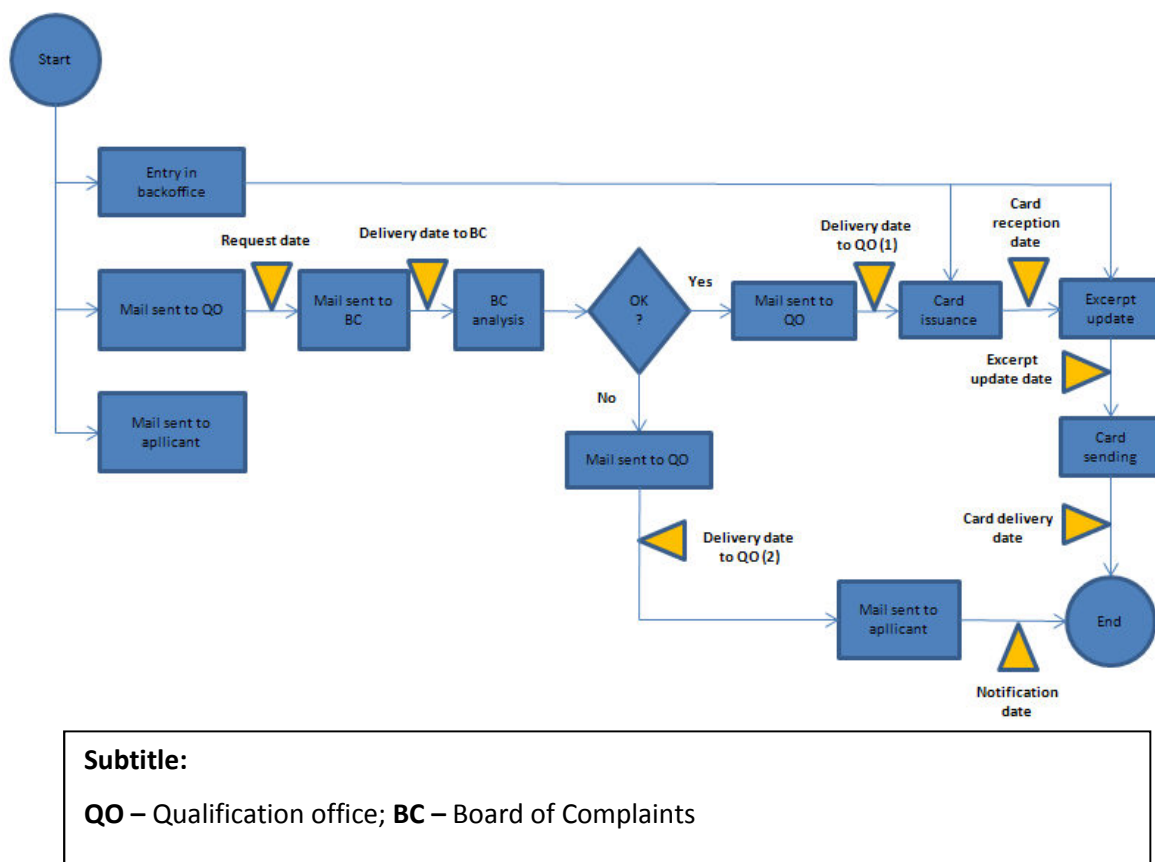 Start
Entry in
backoffice
Request date
Delivery date to BC
Delivery date
to QO (1)
Card
reception
date
Mail sent to QO
Mail sent to
BC
BC
analysis
OK
?
Yes
Mail sent to
QO
Card
issuance
Excerpt
update
Excerpt
update date
No
Mail sent to
apllicant
Mail sent to QO
Card
sending
Delivery date
to QO (2)
Card delivery
date
Mail sent to
apllicant
End
Notification
date
Subtitle:
QO – Qualification office; BC – Board of Complaints